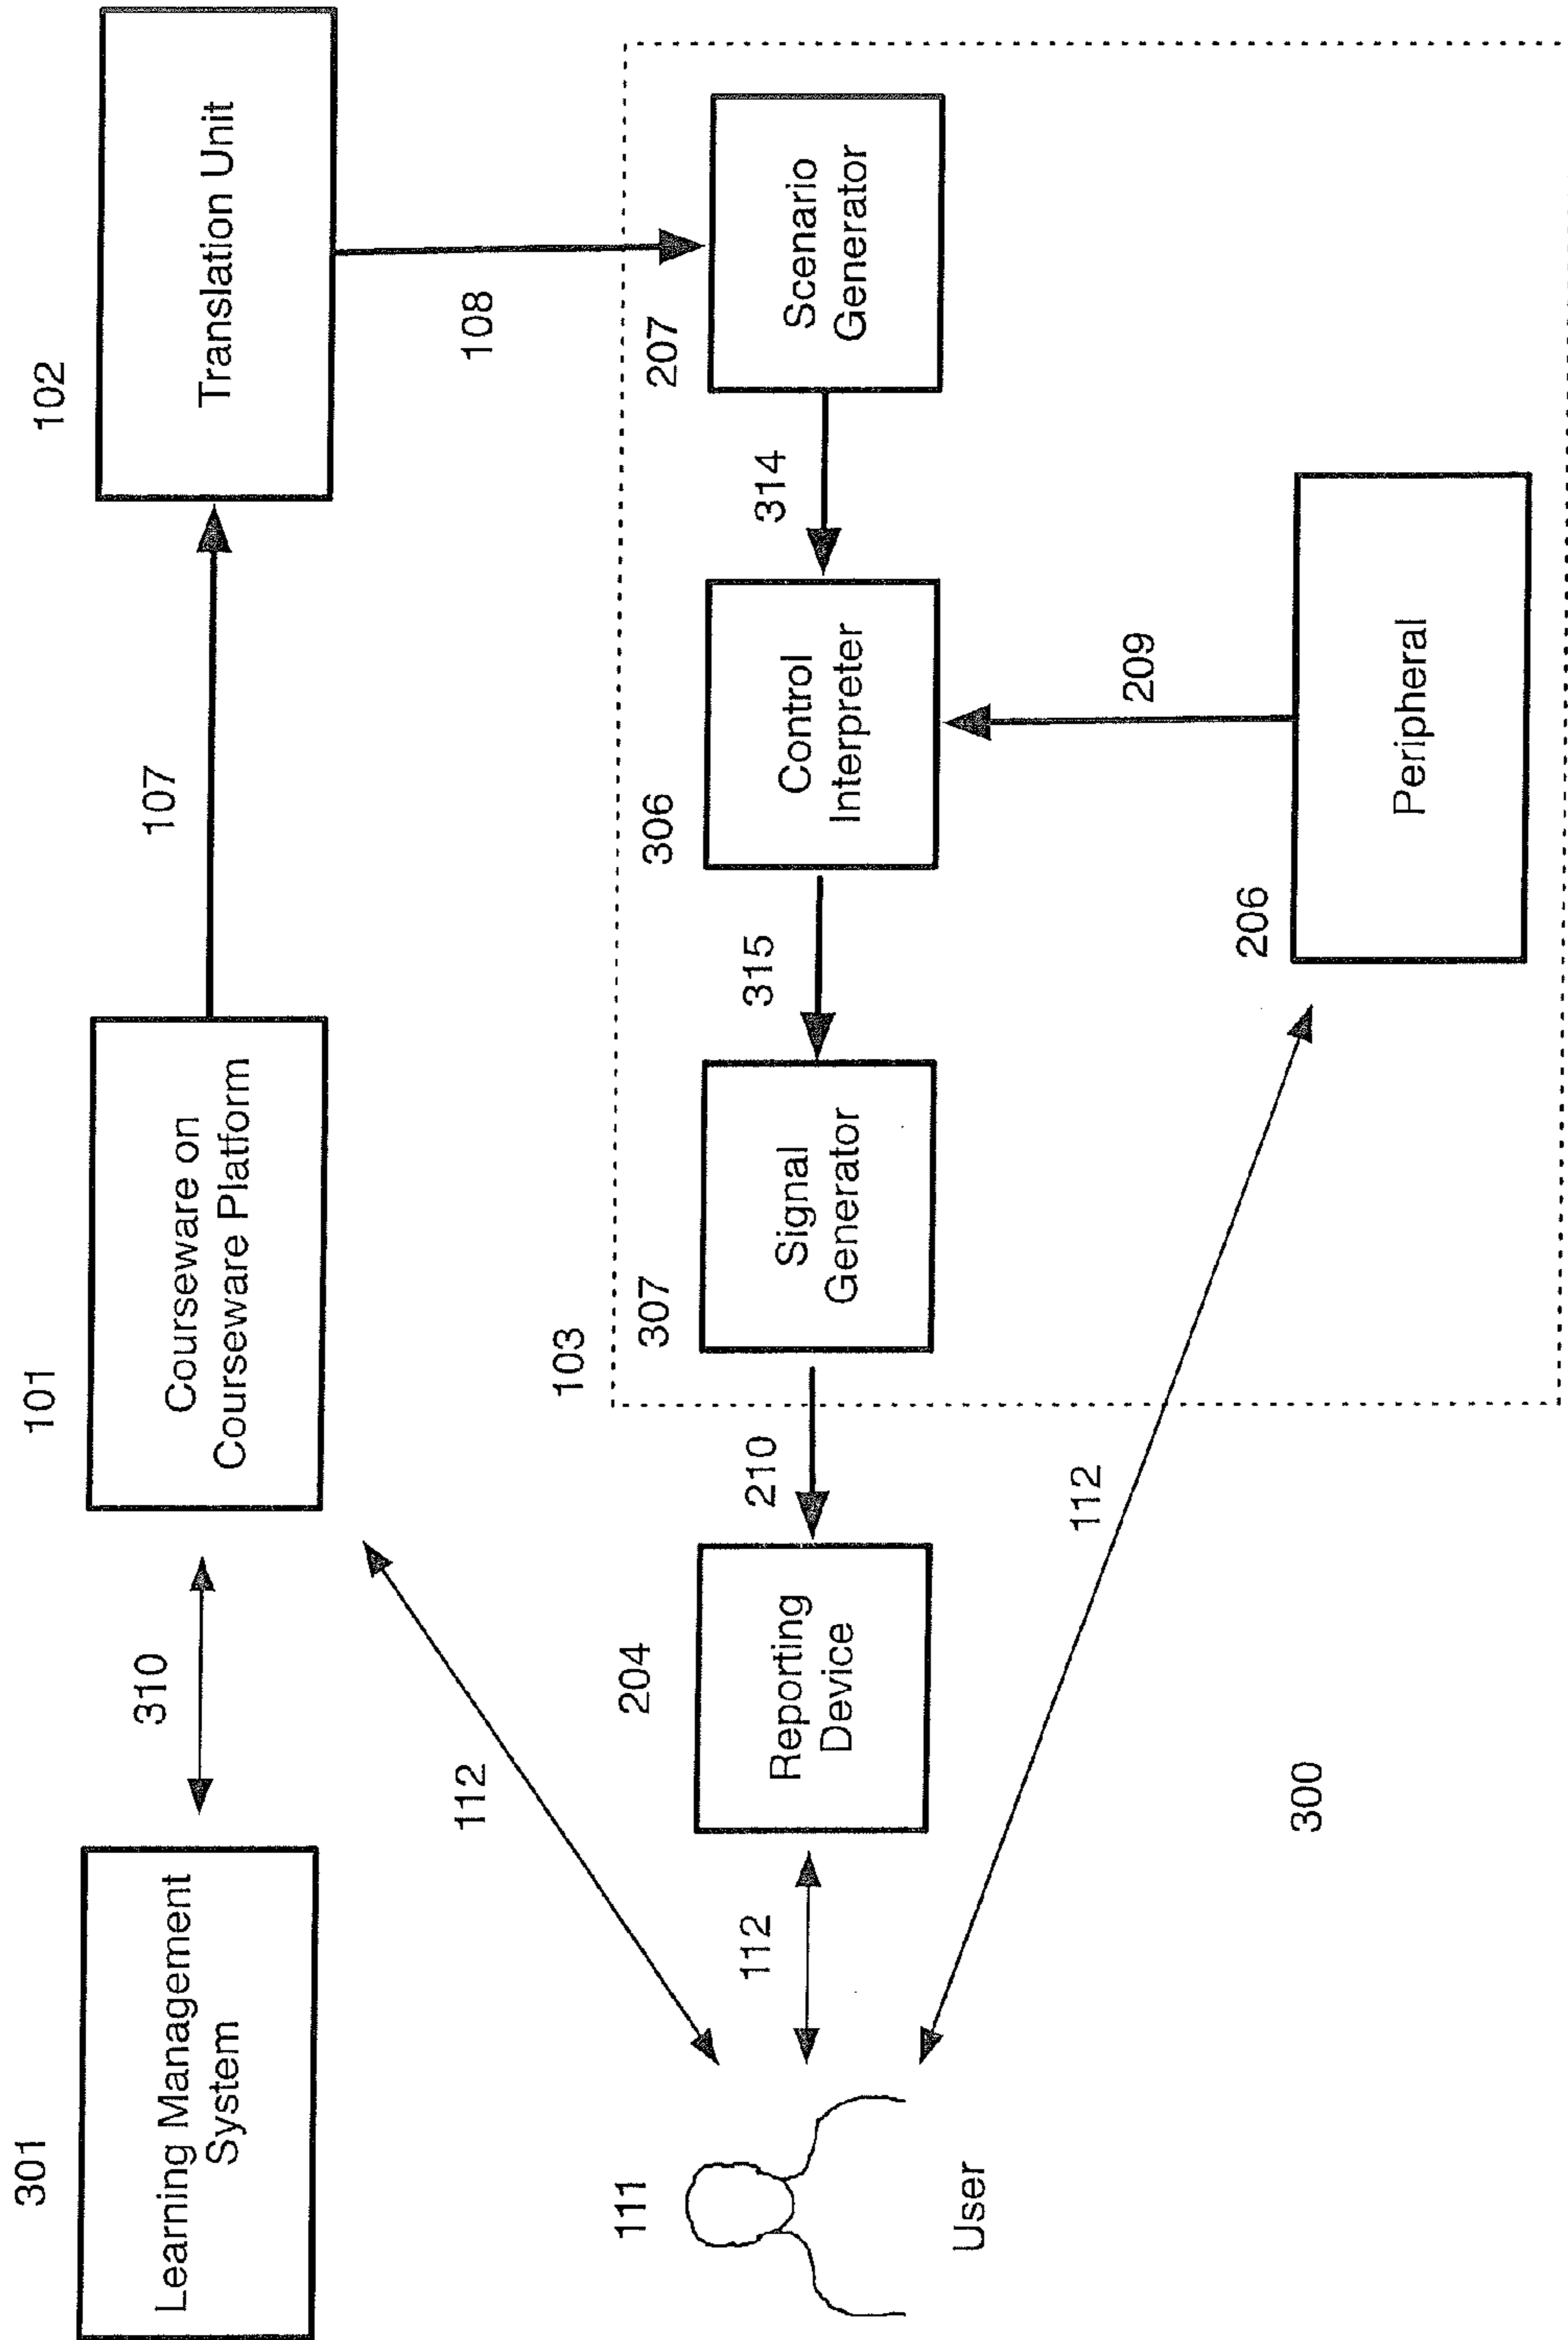 301
Learning Management
System
310
101
Courseware on
Courseware Platform
107
102
Translation Unit
108
112
111
User
112
204
Reporting
Device
210
103
307
Signal
Generator
315
306
Control
Interpreter
314
207
Scenario
Generator
209
206
Peripheral
112
300